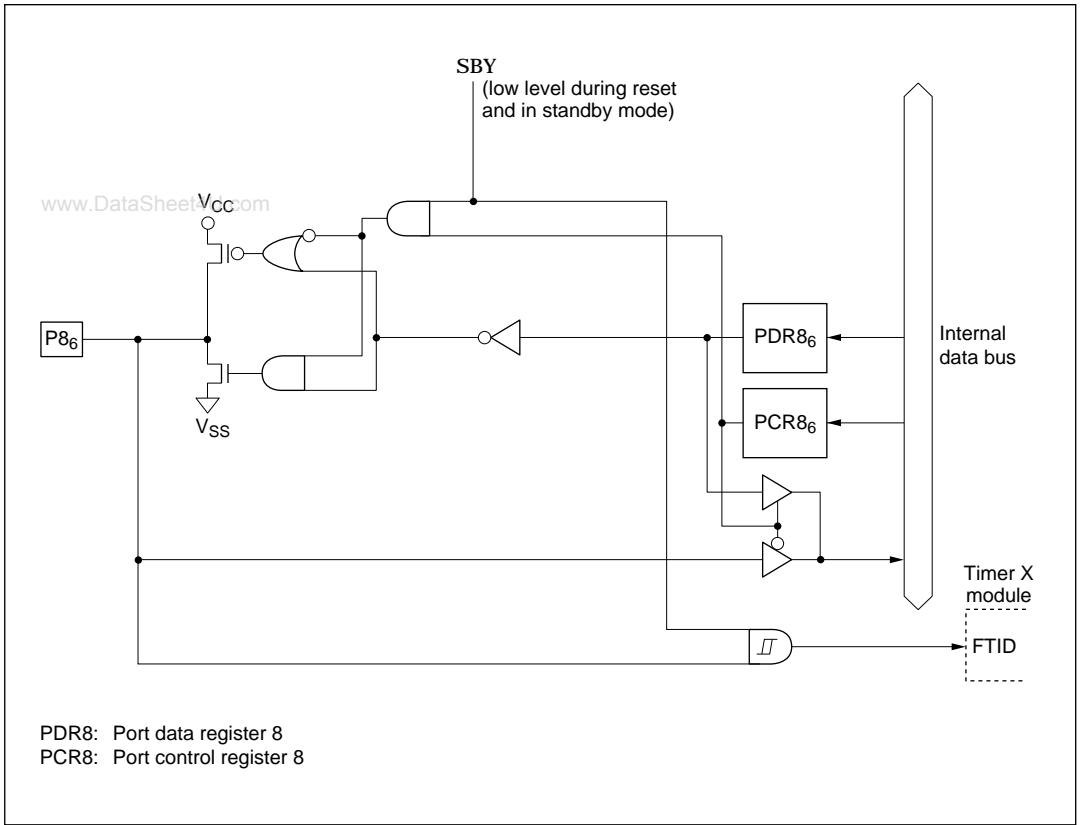 SBY
(low level during reset
and in standby mode)
www.DataSheet4U.com
VCC
P86
PDR86
Internal
data bus
PCR86
VSS
Timer X
module
FTID
PDR8: Port data register 8
PCR8: Port control register 8